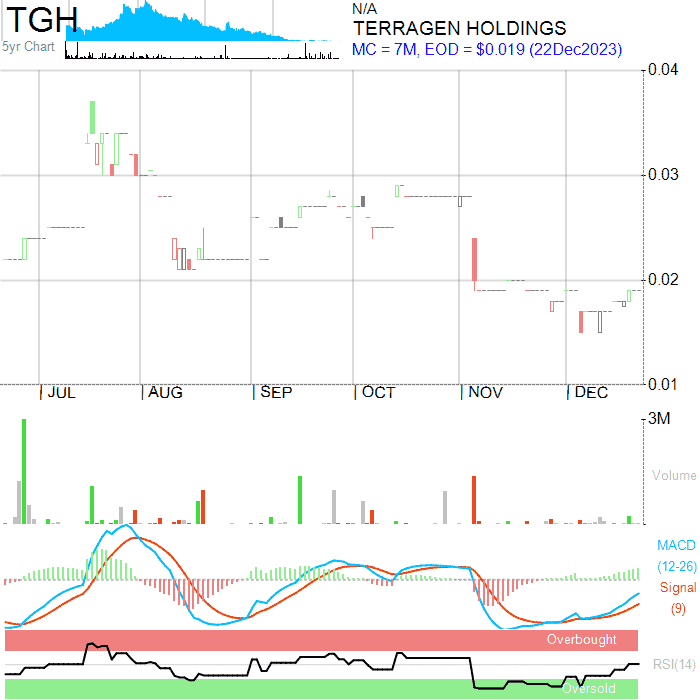 TGH
5yr Chart
N/A
TERRAGEN HOLDINGS
MC = 7M, EOD = $0.019 (22Dec2023)
0.04
0.03
0.02
0.01
JUL AUG SEP OCT NOV DEC
3M
Volume
MACD
(12-26)
Signal
(9)
Overbought
RSI(14)
Oversold